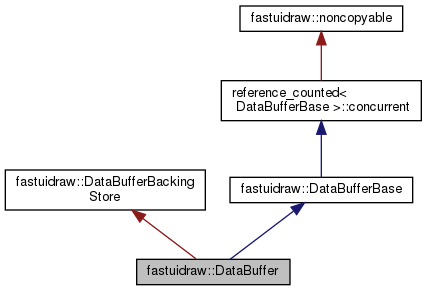 fastuidraw::noncopyable
reference_counted<
DataBufferBase >::concurrent
fastuidraw::DataBufferBacking
Store
fastuidraw::DataBufferBase
fastuidraw::DataBuffer